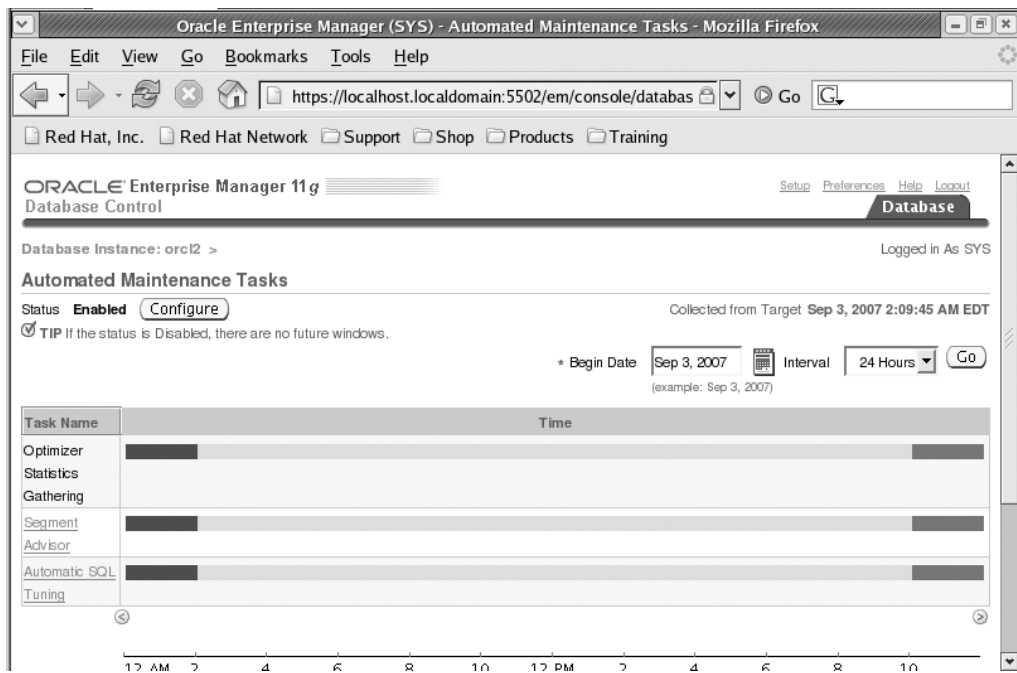 Oracle Enterprise Manager (SYS) - Automated Maintenance Tasks - Mozilla Firefox
File Edit View Go Bookmarks Tools Help
https://localhost.localdomain:5502/em/console/databas Go G
Red Hat, Inc. Red Hat Network Support Shop Products Training
ORACLE Enterprise Manager 11g
Database Control
Setup Preferences Help Logout
Database
Database Instance: orcl2 >
Logged in As SYS
Automated Maintenance Tasks
Status Enabled Configure
Collected from Target Sep 3, 2007 2:09:45 AM EDT
TIP If the status is Disabled, there are no future windows.
* Begin Date Sep 3, 2007 Interval 24 Hours Go
(example: Sep 3, 2007)
Task Name Time
Optimizer
Statistics
Gathering
Segment
Advisor
Automatic SQL
Tuning
12 AM 2 4 6 8 10 12 PM 2 4 6 8 10